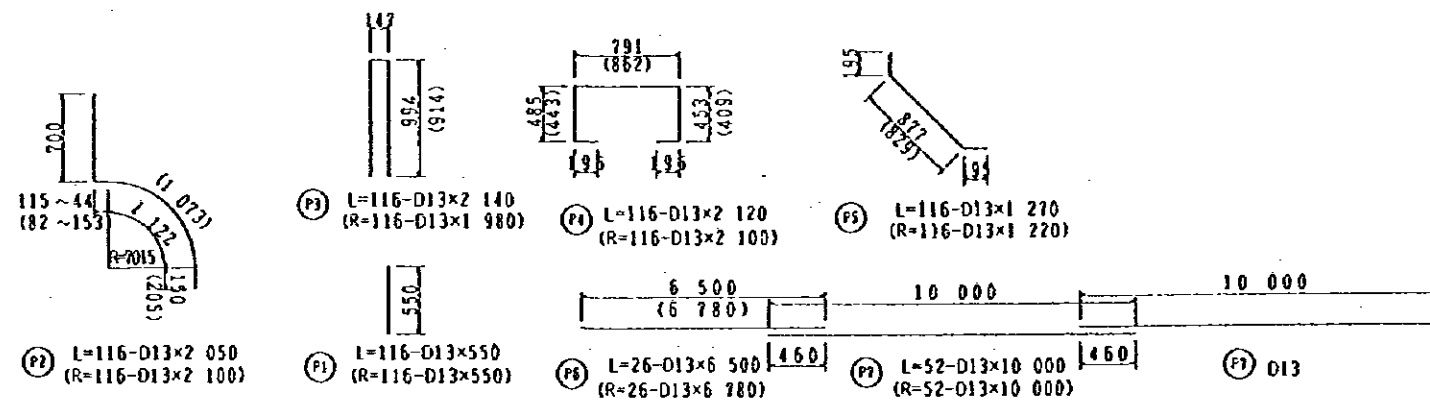 147
700
115~44
(82~153)
(1 073)
1 122
R=7015
150
(205)
P2 L=116-D13×2 050
(R=116-D13×2 100)
994
(914)
P3 L=116-D13×2 140
(R=116-D13×1 980)
550
P1 L=116-D13×550
(R=116-D13×550)
791
(862)
485
(443)
453
(409)
195
195
P4 L=116-D13×2 120
(R=116-D13×2 100)
195
877
(829)
195
P5 L=116-D13×1 270
(R=116-D13×1 220)
6 500
(6 780)
10 000
10 000
460
460
P6 L=26-D13×6 500
(R=26-D13×6 780)
P7 L=52-D13×10 000
(R=52-D13×10 000)
P7 D13